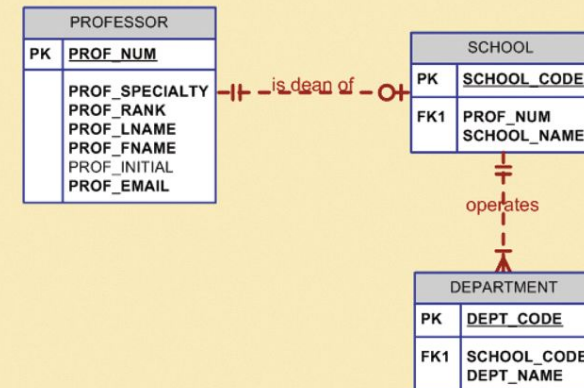 PROFESSOR
PK PROF_NUM
PROF_SPECIALTY
PROF_RANK
PROF_LNAME
PROF_FNAME
PROF_INITIAL
PROF_EMAIL
is dean of
SCHOOL
PK SCHOOL_CODE
FK1 PROF_NUM
SCHOOL_NAME
operates
DEPARTMENT
PK DEPT_CODE
FK1 SCHOOL_CODE
DEPT_NAME